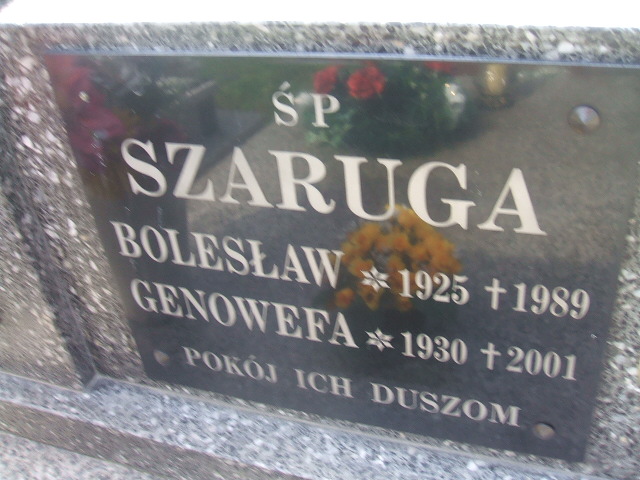 ŚP
SZARUGA
BOLESŁAW * 1925 † 1989
GENOWEFA * 1930 † 2001
POKÓJ ICH DUSZOM